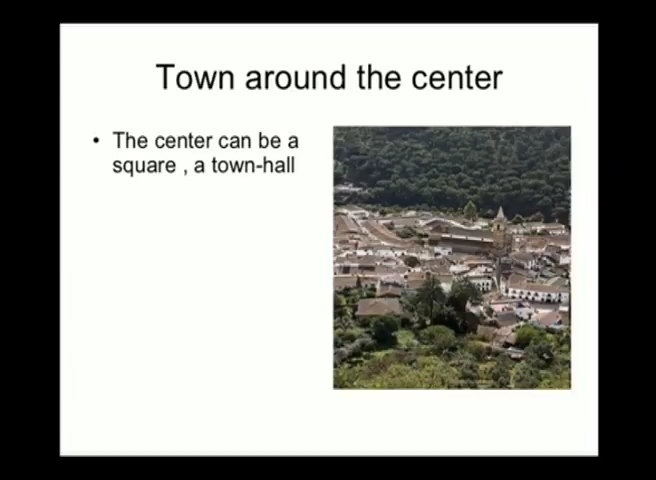 Town around the center
• The center can be a
square , a town-hall